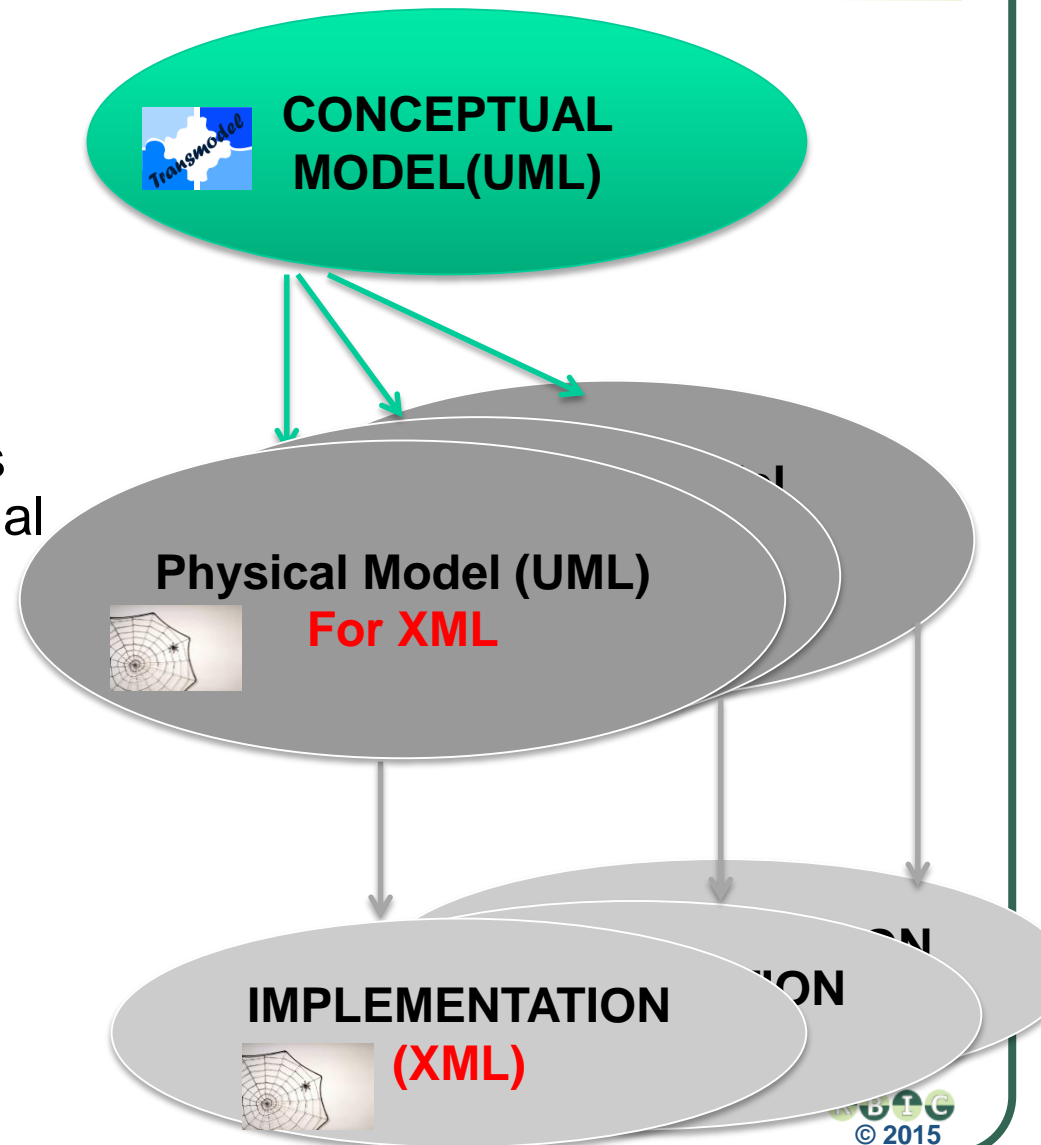 Transmodel
CONCEPTUAL
MODEL(UML)
Physical Model (UML)
For XML
IMPLEMENTATION
(XML)
© 2015